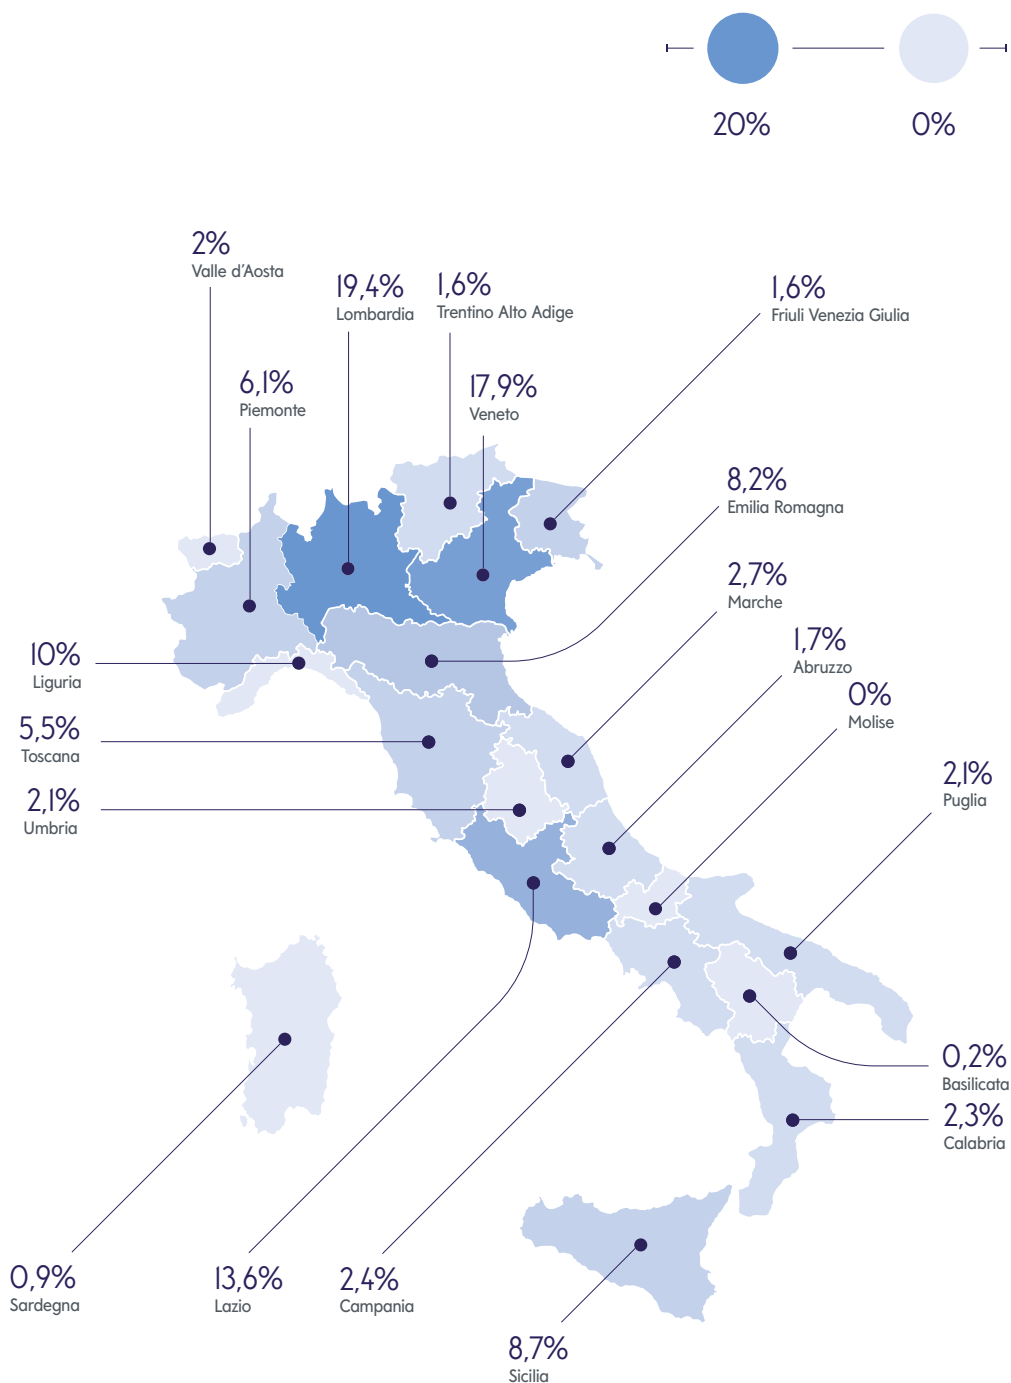 20%
0%
2%
Valle d'Aosta
19,4%
Lombardia
1,6%
Trentino Alto Adige
1,6%
Friuli Venezia Giulia
6,1%
Piemonte
17,9%
Veneto
8,2%
Emilia Romagna
2,7%
Marche
1,7%
Abruzzo
10%
Liguria
0%
Molise
5,5%
Toscana
2,1%
Puglia
2,1%
Umbria
0,2%
Basilicata
2,3%
Calabria
0,9%
Sardegna
13,6%
Lazio
2,4%
Campania
8,7%
Sicilia